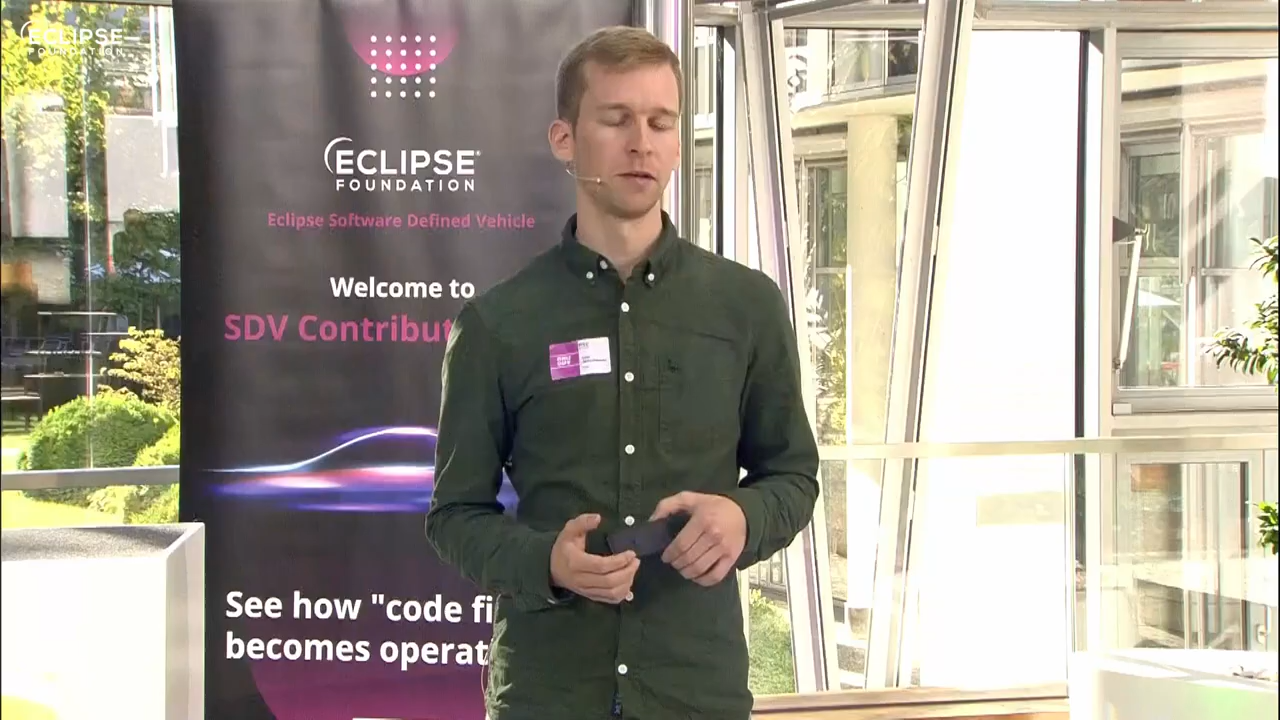 ECLIPSE
FOUNDATION
ECLIPSE
FOUNDATION
Eclipse Software Defined Vehicle
Welcome to
SDV Contribut
See how "code fi
becomes operat